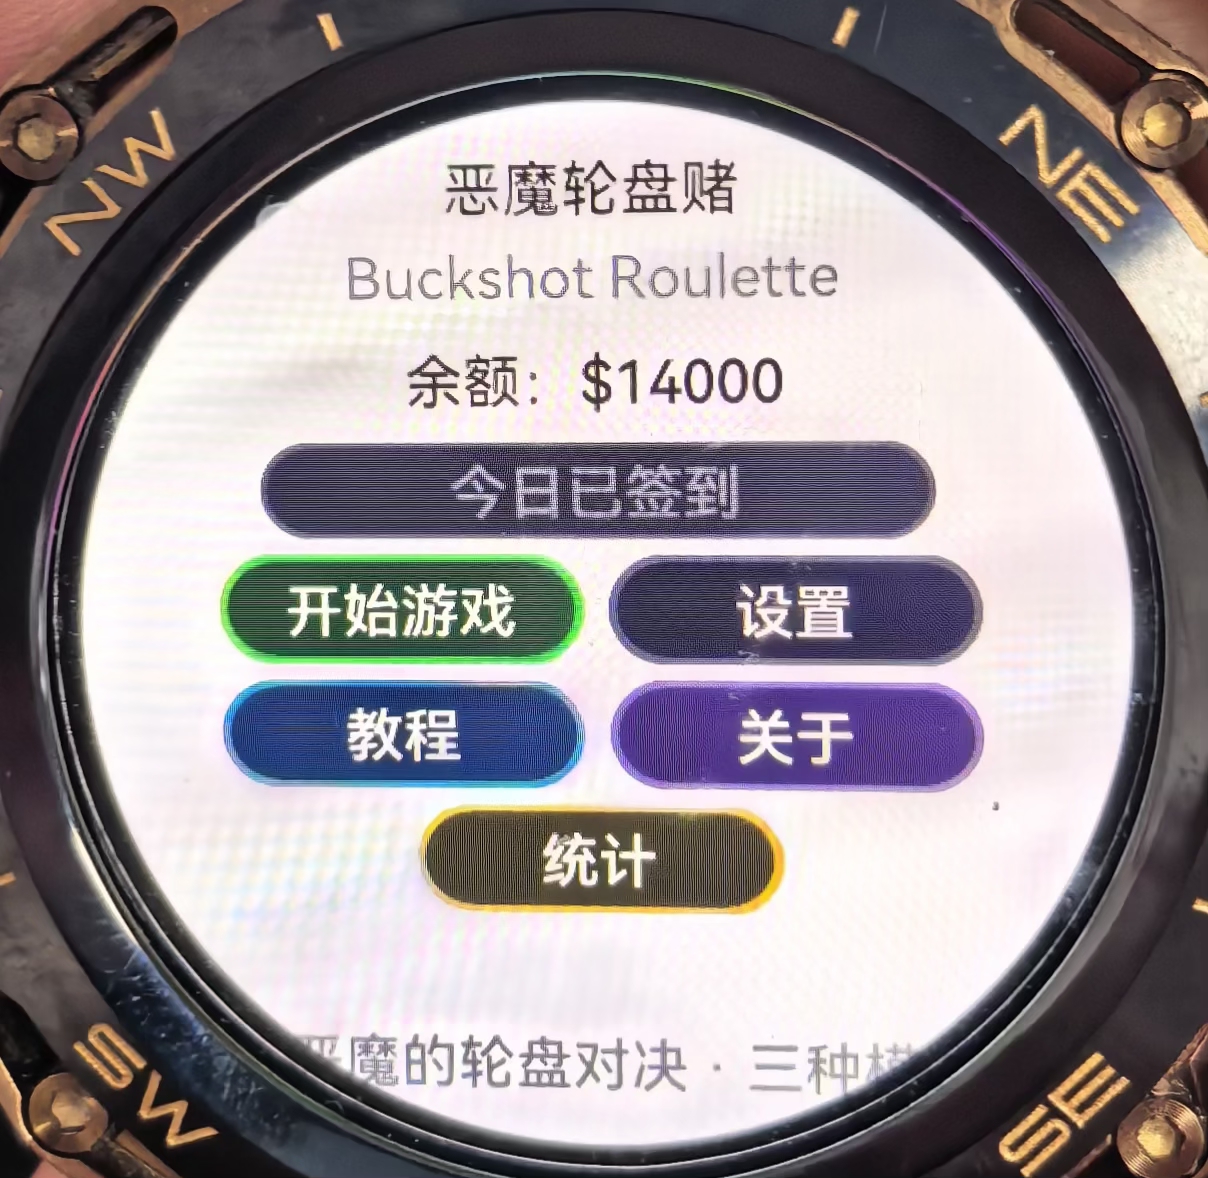 NW
NE
恶魔轮盘赌
Buckshot Roulette
余额：$14000
今日已签到
开始游戏 设置
教程 关于
统计
恶魔的轮盘对决 · 三种模
SW
SE